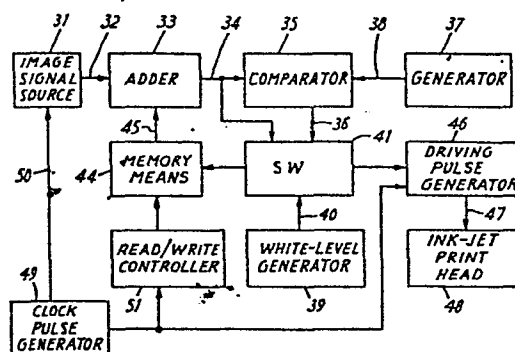 31
32
33
34
35
38
37
IMAGE
SIGNAL
SOURCE
ADDER
COMPARATOR
GENERATOR
45
36
41
46
50
44
MEMORY
MEANS
SW
DRIVING
PULSE
GENERATOR
40
47
READ/WRITE
CONTROLLER
WHITE-LEVEL
GENERATOR
INK-JET
PRINT
HEAD
49
51
39
48
CLOCK
PULSE
GENERATOR